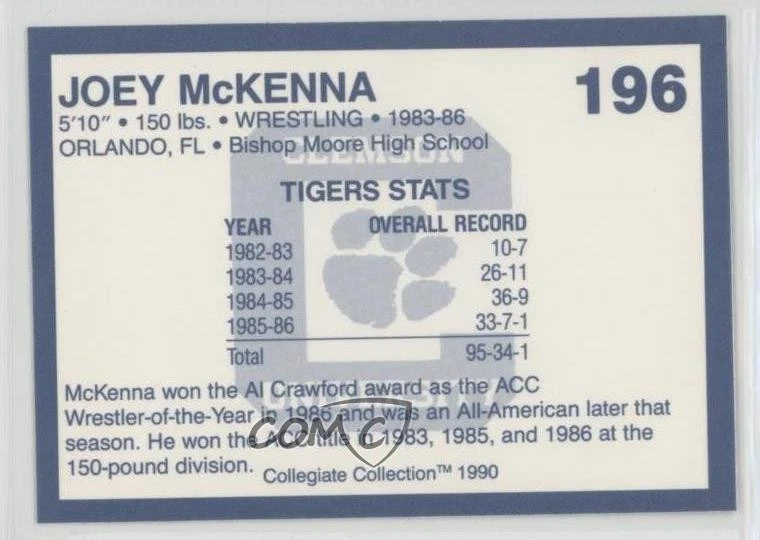 JOEY McKENNA
196
5'10" • 150 lbs. • WRESTLING • 1983-86
ORLANDO, FL • Bishop Moore High School
CLEMSON
TIGERS STATS
YEAR OVERALL RECORD
1982-83 10-7
1983-84 26-11
1984-85 36-9
1985-86 33-7-1
Total 95-34-1
McKenna won the Al Crawford award as the ACC
UNIVERSITY
Wrestler-of-the-Year in 1986 and was an All-American later that
season. He won the ACC title in 1983, 1985, and 1986 at the
150-pound division.
COMC
Collegiate Collection™ 1990